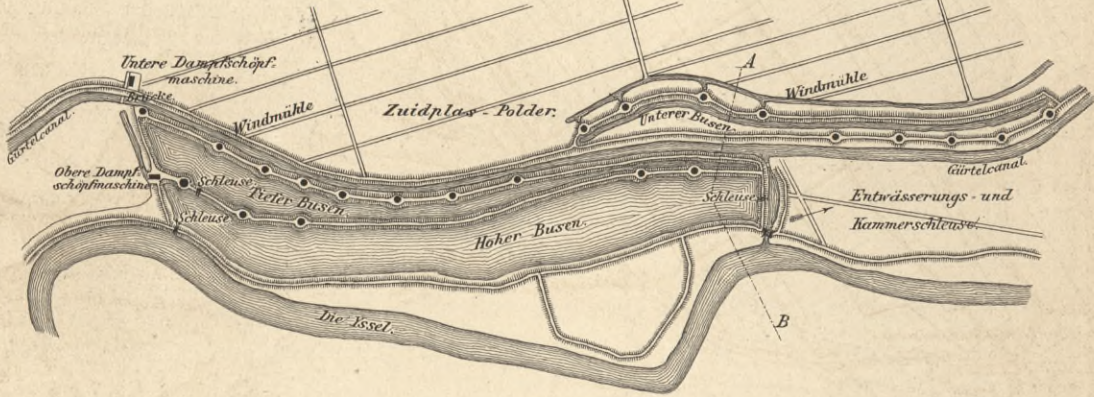 Untere Dampfschöpf-
maschine.
Brücke
Windmühle
Zuidplas-Polder.
A
Windmühle
Unterer Busen.
Gürtelcanal.
Gürtelcanal.
Obere Dampf-
schöpfmaschine
Schleuse
Tiefer Busen.
Schleuse
Schleuse
Hoher Busen.
Entwässerungs- und
Kammerschleuse.
Die Yssel.
B